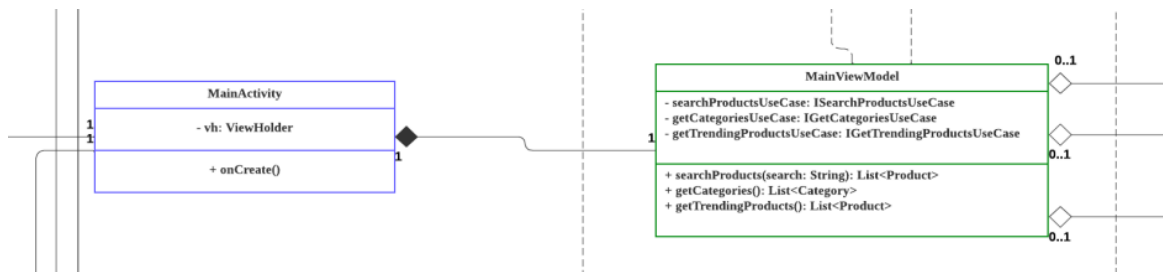 MainActivity
- vh: ViewHolder
+ onCreate()
1
1
1
1
MainViewModel
- searchProductsUseCase: ISearchProductsUseCase
- getCategoriesUseCase: IGetCategoriesUseCase
- getTrendingProductsUseCase: IGetTrendingProductsUseCase
+ searchProducts(search: String): List<Product>
+ getCategories(): List<Category>
+ getTrendingProducts(): List<Product>
0..1
0..1
0..1